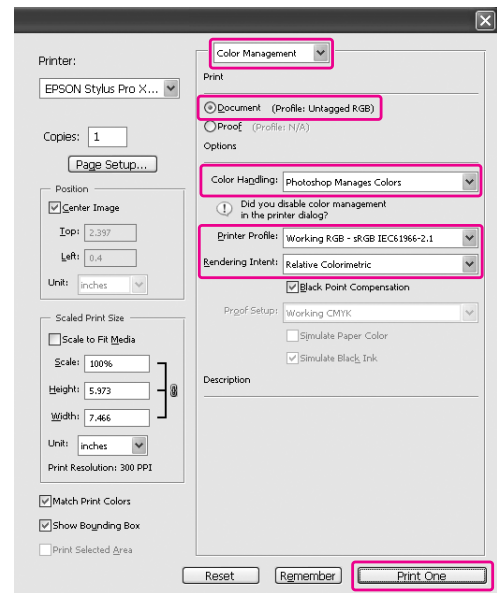 Printer:
EPSON Stylus Pro X...
Copies: 1
Page Setup...
Position
Center Image
Top: 2.397
Left: 0.4
Unit: inches
Scaled Print Size
Scale to Fit Media
Scale: 100%
Height: 5.973
Width: 7.466
Unit: inches
Print Resolution: 300 PPI
Match Print Colors
Show Bounding Box
Print Selected Area
Color Management
Print
Document (Profile: Untagged RGB)
Proof (Profile: N/A)
Options
Color Handling: Photoshop Manages Colors
Did you disable color management
in the printer dialog?
Printer Profile: Working RGB - sRGB IEC61966-2.1
Rendering Intent: Relative Colorimetric
Black Point Compensation
Proof Setup: Working CMYK
Simulate Paper Color
Simulate Black Ink
Description
Reset Remember Print One